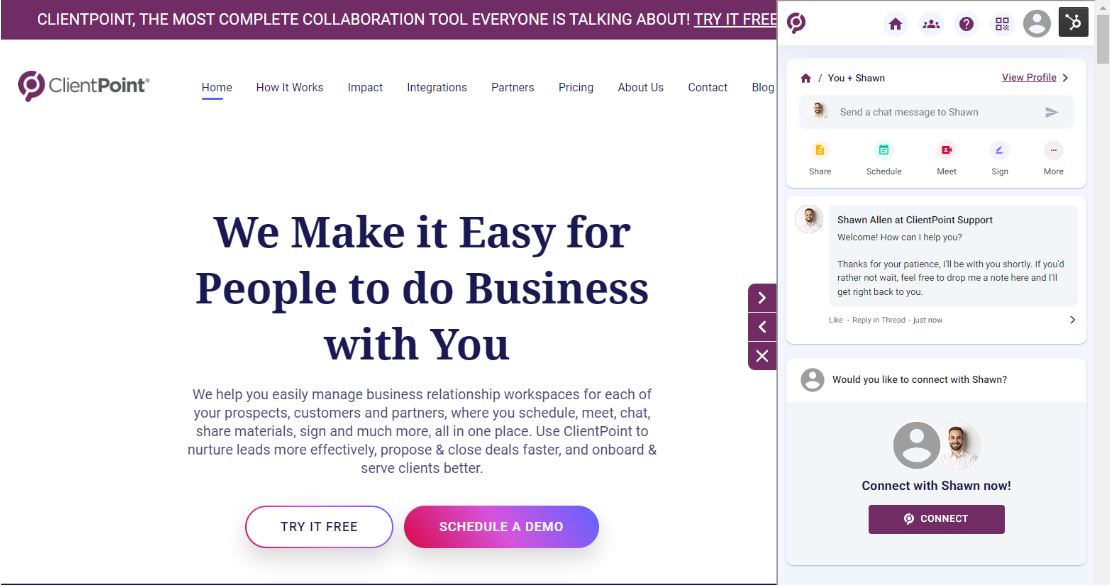 CLIENTPOINT, THE MOST COMPLETE COLLABORATION TOOL EVERYONE IS TALKING ABOUT! TRY IT FREE
ClientPoint®
Home How It Works Impact Integrations Partners Pricing About Us Contact Blog
We Make it Easy for
People to do Business
with You
We help you easily manage business relationship workspaces for each of
your prospects, customers and partners, where you schedule, meet, chat,
share materials, sign and much more, all in one place. Use ClientPoint to
nurture leads more effectively, propose & close deals faster, and onboard &
serve clients better.
TRY IT FREE SCHEDULE A DEMO
/ You + Shawn View Profile
Send a chat message to Shawn
Share Schedule Meet Sign More
Shawn Allen at ClientPoint Support
Welcome! How can I help you?
Thanks for your patience, I'll be with you shortly. If you'd
rather not wait, feel free to drop me a note here and I'll
get right back to you.
Like - Reply in Thread - just now
Would you like to connect with Shawn?
Connect with Shawn now!
CONNECT